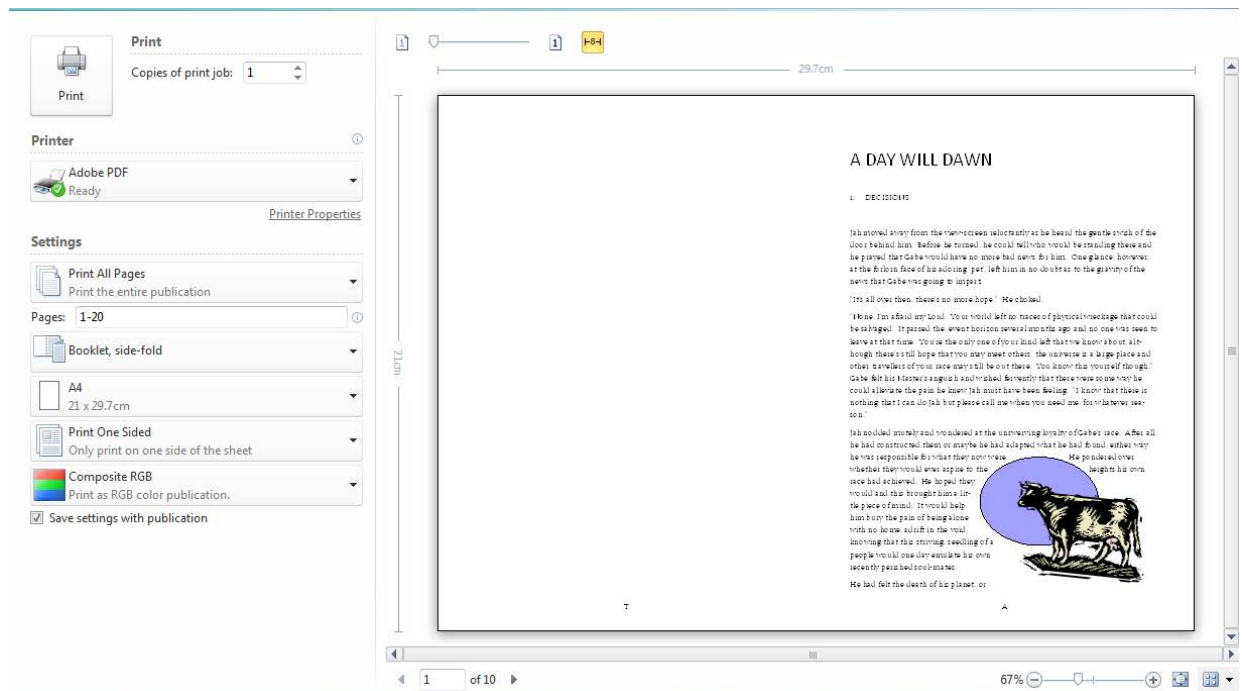 Print
Copies of print job: 1
Print
1
1
8
29.7cm
21cm
Printer
Adobe PDF
Ready
Printer Properties
Settings
Print All Pages
Print the entire publication
Pages: 1-20
Booklet, side-fold
A4
21 x 29.7cm
Print One Sided
Only print on one side of the sheet
Composite RGB
Print as RGB color publication.
Save settings with publication
A DAY WILL DAWN
1: DECISIONS
Jah moved away from the view-screen reluctantly as he heard the gentle swish of the
door behind him. Before he turned, he could tell who would be standing there and
he prayed that Gabe would have no more bad news for him. One glance, however,
at the forlorn face of his adoring 'pet', left him in no doubt as to the gravity of the
news that Gabe was going to impart.
"It's all over then, there's no more hope." He choked.
"None, I'm afraid my Lord. Your world left no traces of physical wreckage that could
be salvaged. It passed the event horizon several months ago and no one was seen to
leave at that time. You're the only one of your kind left that we know about, alt-
hough there's still hope that you may meet others, the universe is a large place and
other travellers of your race may still be out there. You know this yourself though."
Gabe felt his Master's anguish and wished fervently that there were some way he
could alleviate the pain he knew Jah must have been feeling. "I know that there is
nothing that I can do Jah but please call me when you need me, for whatever rea-
son."
Jah nodded mutely and wondered at the unswerving loyalty of Gabe's race. After all,
he had constructed them or maybe he had adapted what he had found, either way
he was responsible for what they now were. He pondered over
whether they would ever aspire to the heights his own
race had achieved. He hoped they
would and this brought him a lit-
tle piece of mind. It would help
him bury the pain of being alone
with no home, adrift in the void,
knowing that this striving, seedling of a
people would one day emulate his own
recently perished soul-mates.
He had felt the death of his planet, or
T
A
1 of 10
67%